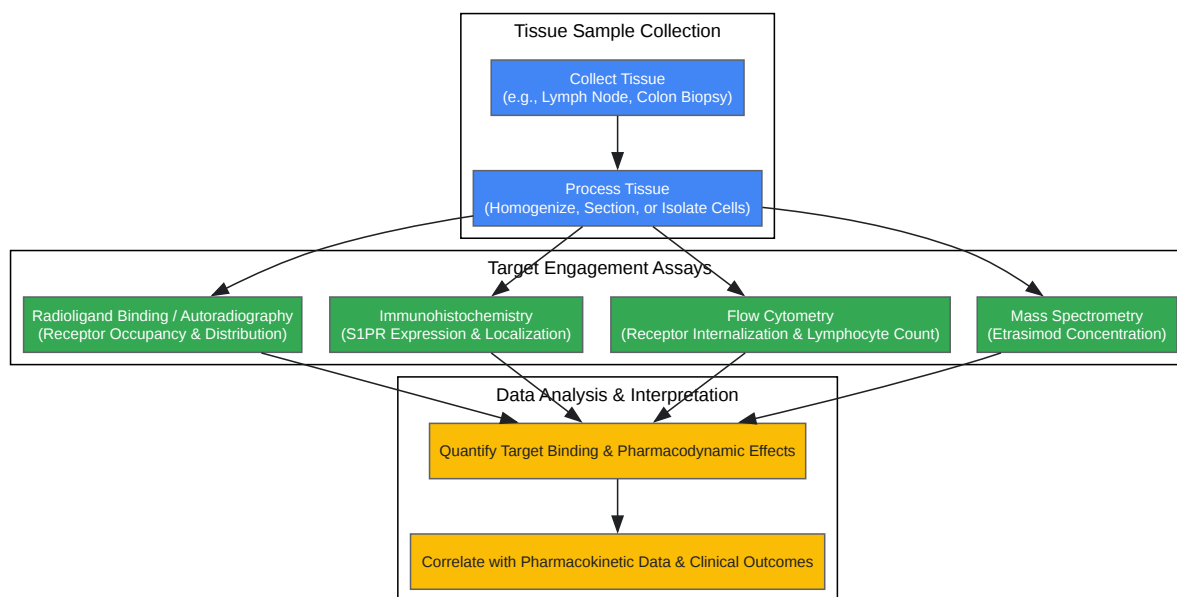 Tissue Sample Collection
Collect Tissue
(e.g., Lymph Node, Colon Biopsy)
Process Tissue
(Homogenize, Section, or Isolate Cells)
Target Engagement Assays
Radioligand Binding / Autoradiography
(Receptor Occupancy & Distribution)
Immunohistochemistry
(S1PR Expression & Localization)
Flow Cytometry
(Receptor Internalization & Lymphocyte Count)
Mass Spectrometry
(Etrasimod Concentration)
Data Analysis & Interpretation
Quantify Target Binding & Pharmacodynamic Effects
Correlate with Pharmacokinetic Data & Clinical Outcomes